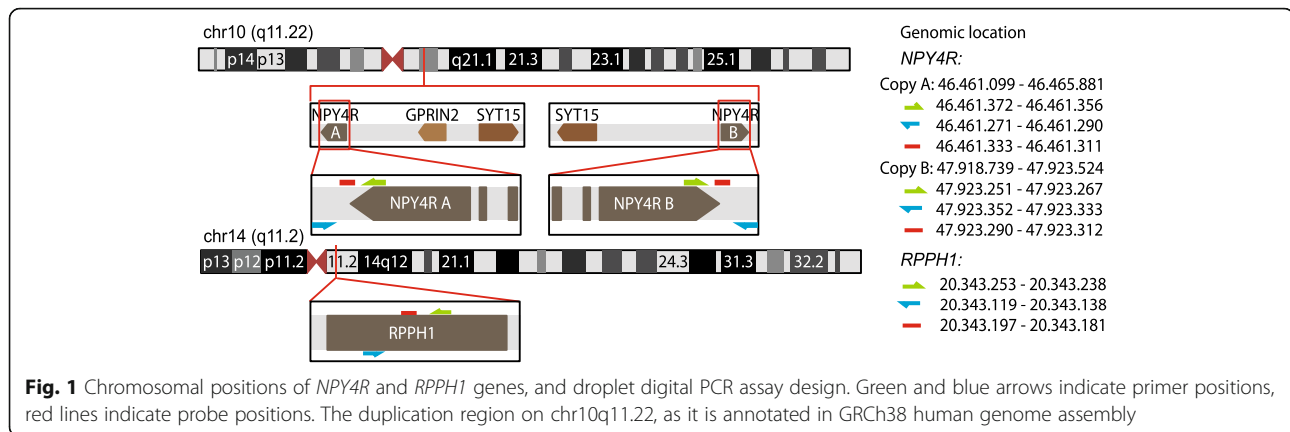 chr10 (q11.22)
p14 p13 q21.1 21.3 23.1 25.1
NPY4R GPRIN2 SYT15 SYT15 NPY4R
A B
NPY4R A NPY4R B
chr14 (q11.2)
p13 p12 p11.2 11.2 14q12 21.1 24.3 31.3 32.2
RPPH1
Genomic location
NPY4R:
Copy A: 46.461.099 - 46.465.881
46.461.372 - 46.461.356
46.461.271 - 46.461.290
46.461.333 - 46.461.311
Copy B: 47.918.739 - 47.923.524
47.923.251 - 47.923.267
47.923.352 - 47.923.333
47.923.290 - 47.923.312
RPPH1:
20.343.253 - 20.343.238
20.343.119 - 20.343.138
20.343.197 - 20.343.181
Fig. 1 Chromosomal positions of NPY4R and RPPH1 genes, and droplet digital PCR assay design. Green and blue arrows indicate primer positions,
red lines indicate probe positions. The duplication region on chr10q11.22, as it is annotated in GRCh38 human genome assembly